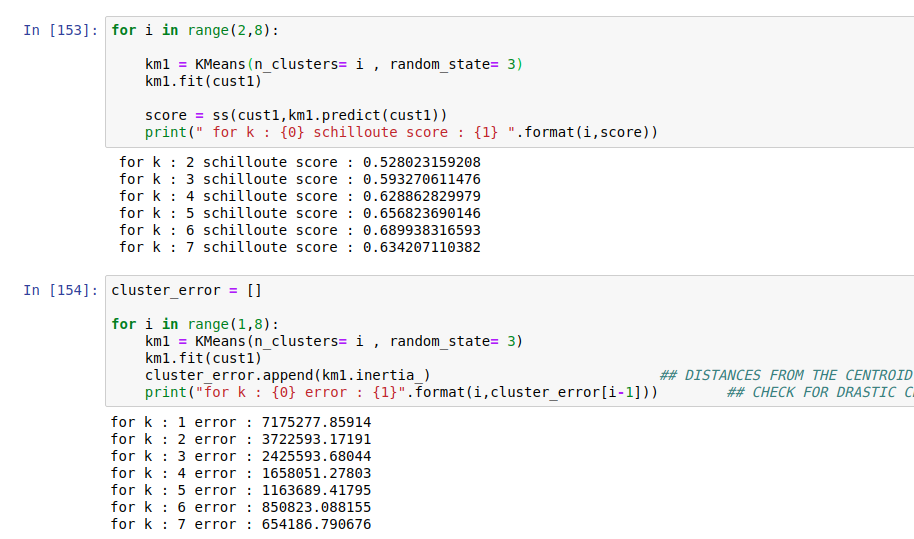 In [153]: for i in range(2,8):
km1 = KMeans(n_clusters= i , random_state= 3)
km1.fit(cust1)
score = ss(cust1,km1.predict(cust1))
print(" for k : {0} schilloute score : {1} ".format(i,score))
for k : 2 schilloute score : 0.528023159208
for k : 3 schilloute score : 0.593270611476
for k : 4 schilloute score : 0.628862829979
for k : 5 schilloute score : 0.656823690146
for k : 6 schilloute score : 0.689938316593
for k : 7 schilloute score : 0.634207110382
In [154]: cluster_error = []
for i in range(1,8):
km1 = KMeans(n_clusters= i , random_state= 3)
km1.fit(cust1)
cluster_error.append(km1.inertia_) ## DISTANCES FROM THE CENTROID
print("for k : {0} error : {1}".format(i,cluster_error[i-1])) ## CHECK FOR DRASTIC
for k : 1 error : 7175277.85914
for k : 2 error : 3722593.17191
for k : 3 error : 2425593.68044
for k : 4 error : 1658051.27803
for k : 5 error : 1163689.41795
for k : 6 error : 850823.088155
for k : 7 error : 654186.790676